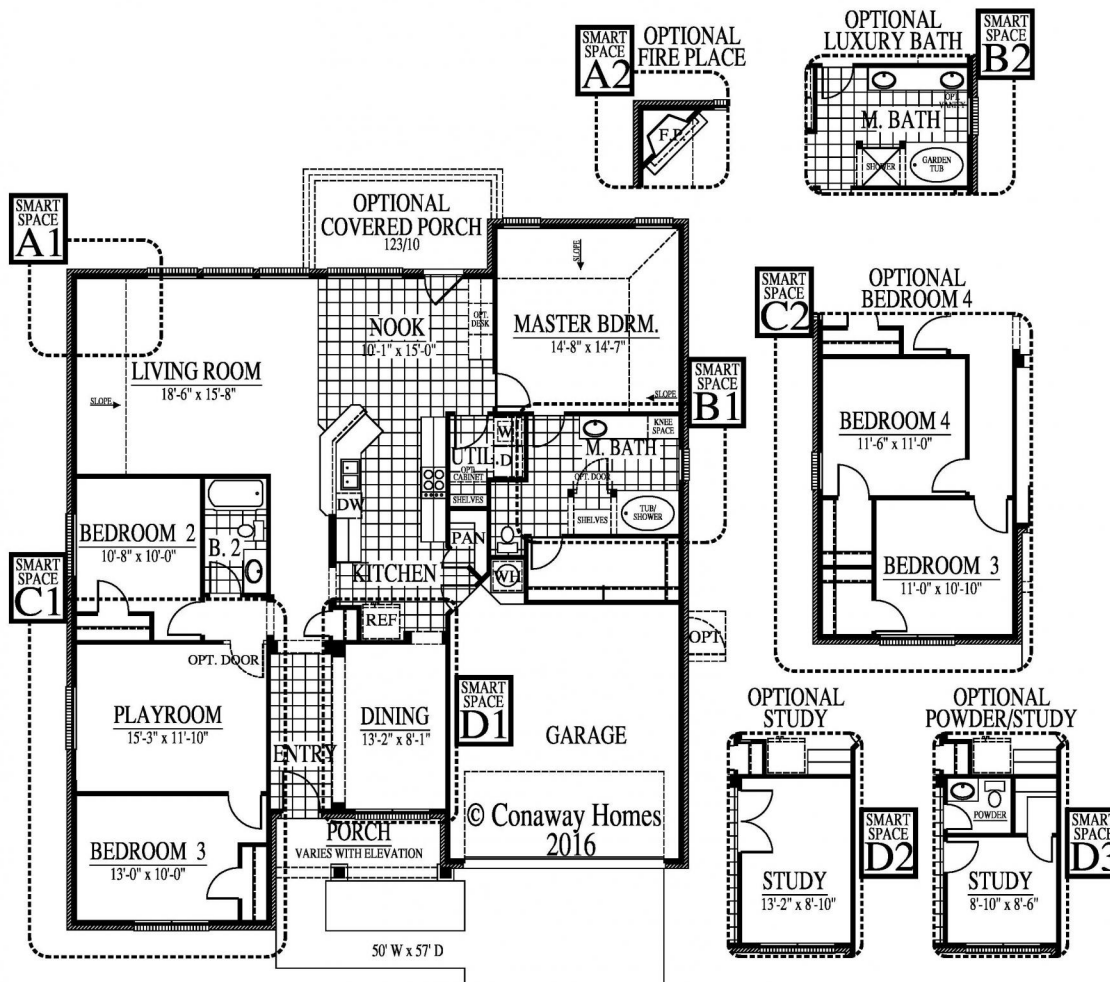 SMART
SPACE
A2
OPTIONAL
FIRE PLACE
F.P.
OPTIONAL
LUXURY BATH
SMART
SPACE
B2
OPT.
VANITY
M. BATH
SHOWER
GARDEN
TUB
SMART
SPACE
A1
OPTIONAL
COVERED PORCH
123/10
SLOPE
NOOK
10'-1" x 15'-0"
OPT.
DESK
MASTER BDRM.
14'-8" x 14'-7"
LIVING ROOM
18'-6" x 15'-8"
SLOPE
SLOPE
SMART
SPACE
B1
W
D
UTIL.
OPT.
CABINET
SHELVES
M. BATH
KNEE
SPACE
OPT. DOOR
SHELVES
TUB/
SHOWER
DW
PAN
WH
KITCHEN
REF
BEDROOM 2
10'-8" x 10'-0"
B. 2
SMART
SPACE
C1
OPT. DOOR
PLAYROOM
15'-3" x 11'-10"
ENTRY
DINING
13'-2" x 8'-1"
SMART
SPACE
D1
GARAGE
OPT.
BEDROOM 3
13'-0" x 10'-0"
PORCH
VARIES WITH ELEVATION
© Conaway Homes
2016
50' W x 57' D
SMART
SPACE
C2
OPTIONAL
BEDROOM 4
BEDROOM 4
11'-6" x 11'-0"
BEDROOM 3
11'-0" x 10'-10"
OPTIONAL
STUDY
STUDY
13'-2" x 8'-10"
SMART
SPACE
D2
OPTIONAL
POWDER/STUDY
POWDER
STUDY
8'-10" x 8'-6"
SMART
SPACE
D3